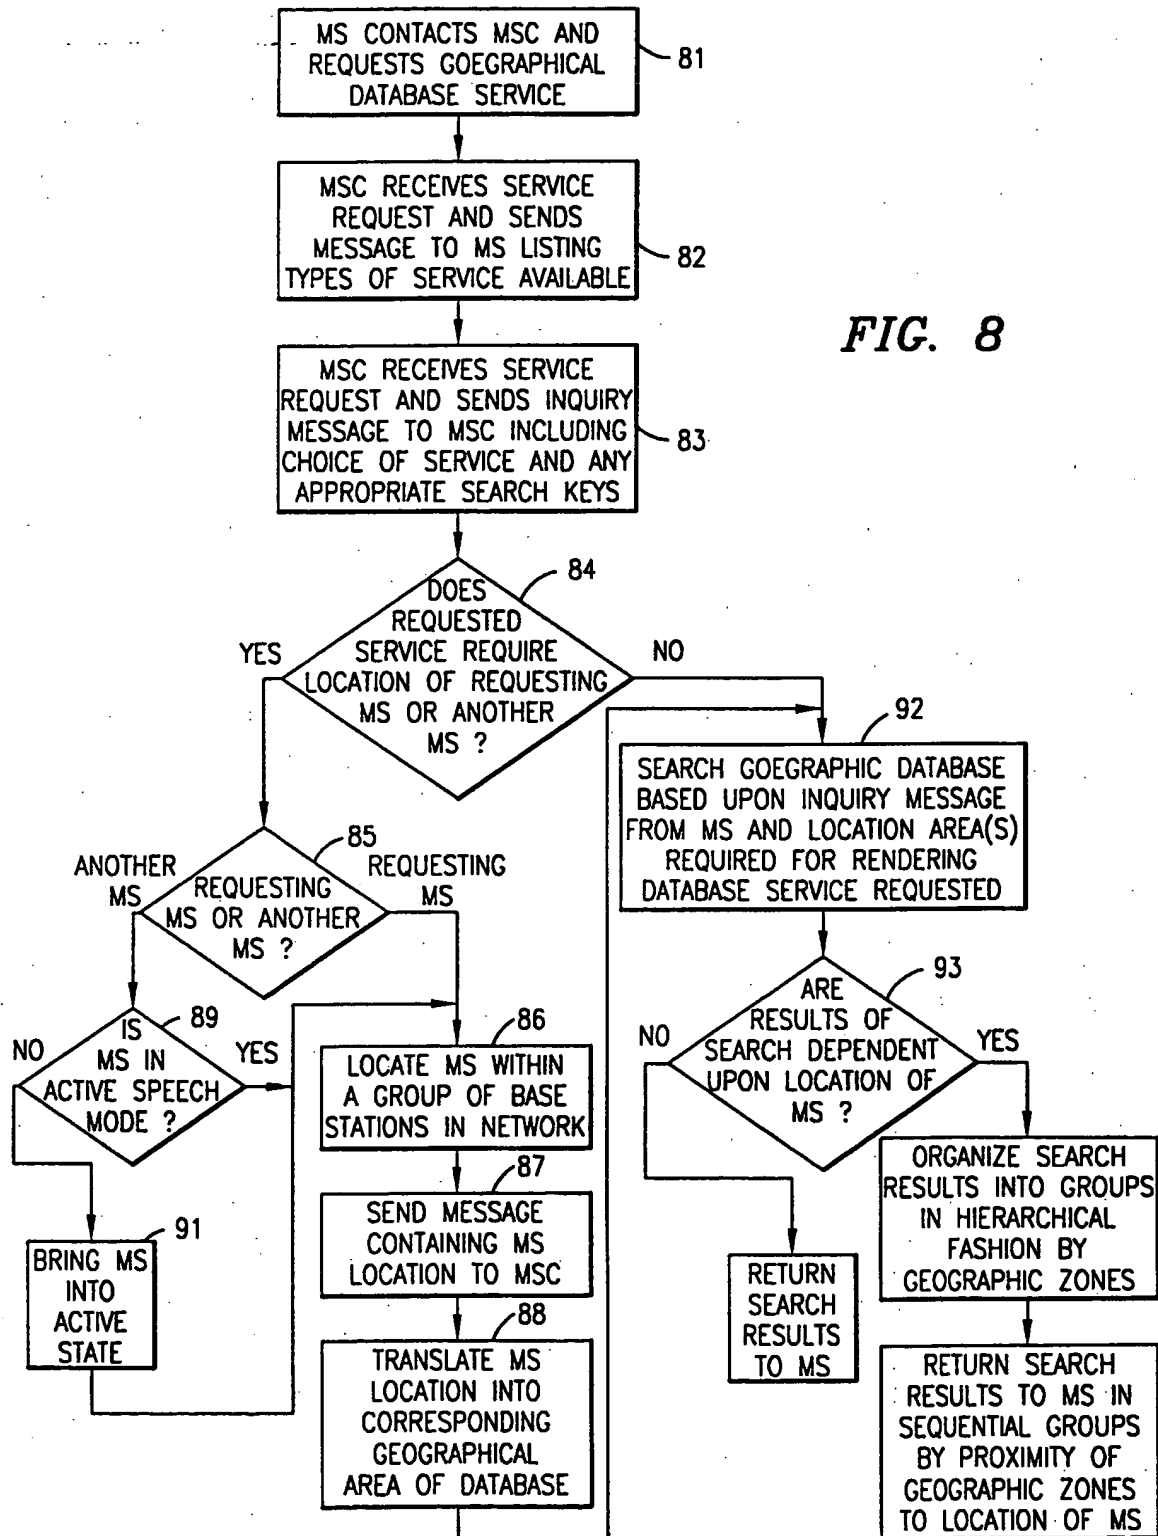 MS CONTACTS MSC AND
REQUESTS GOEGRAPHICAL
DATABASE SERVICE
81
MSC RECEIVES SERVICE
REQUEST AND SENDS
MESSAGE TO MS LISTING
TYPES OF SERVICE AVAILABLE
82
FIG. 8
MSC RECEIVES SERVICE
REQUEST AND SENDS INQUIRY
MESSAGE TO MSC INCLUDING
CHOICE OF SERVICE AND ANY
APPROPRIATE SEARCH KEYS
83
84
DOES
REQUESTED
SERVICE REQUIRE
LOCATION OF REQUESTING
MS OR ANOTHER
MS ?
YES
NO
85
ANOTHER
MS
REQUESTING
MS
REQUESTING
MS OR ANOTHER
MS ?
89
IS
MS IN
ACTIVE SPEECH
MODE ?
NO
YES
91
BRING MS
INTO
ACTIVE
STATE
86
LOCATE MS WITHIN
A GROUP OF BASE
STATIONS IN NETWORK
87
SEND MESSAGE
CONTAINING MS
LOCATION TO MSC
88
TRANSLATE MS
LOCATION INTO
CORRESPONDING
GEOGRAPHICAL
AREA OF DATABASE
92
SEARCH GOEGRAPHIC DATABASE
BASED UPON INQUIRY MESSAGE
FROM MS AND LOCATION AREA(S)
REQUIRED FOR RENDERING
DATABASE SERVICE REQUESTED
93
ARE
RESULTS OF
SEARCH DEPENDENT
UPON LOCATION OF
MS ?
NO
YES
RETURN
SEARCH
RESULTS
TO MS
ORGANIZE SEARCH
RESULTS INTO GROUPS
IN HIERARCHICAL
FASHION BY
GEOGRAPHIC ZONES
RETURN SEARCH
RESULTS TO MS IN
SEQUENTIAL GROUPS
BY PROXIMITY OF
GEOGRAPHIC ZONES
TO LOCATION OF MS